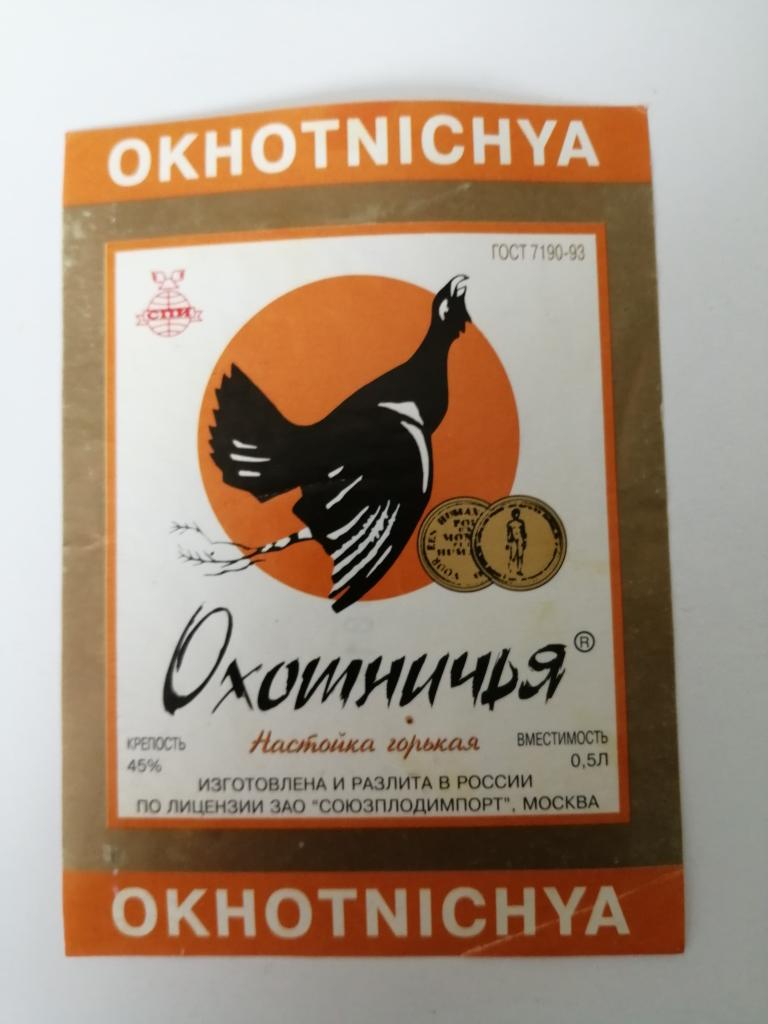 OKHOTNICHYA
ГОСТ 7190-93
СПИ
Охотничья®
Настойка горькая
КРЕПОСТЬ
45%
ВМЕСТИМОСТЬ
0,5Л
ИЗГОТОВЛЕНА И РАЗЛИТА В РОССИИ
ПО ЛИЦЕНЗИИ ЗАО "СОЮЗПЛОДИМПОРТ", МОСКВА
OKHOTNICHYA